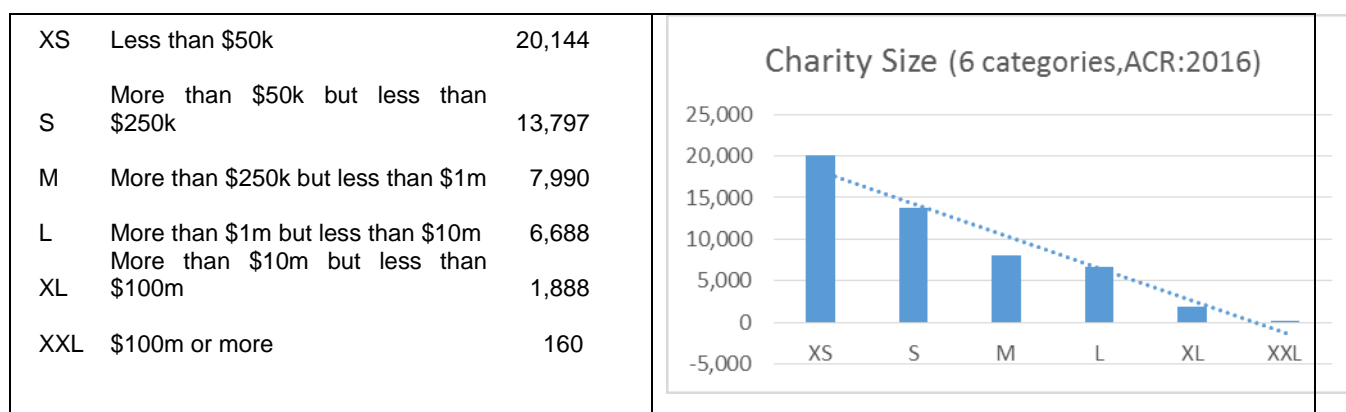 XS Less than $50k 20,144
More than $50k but less than
S $250k 13,797
M More than $250k but less than $1m 7,990
L More than $1m but less than $10m 6,688
More than $10m but less than
XL $100m 1,888
XXL $100m or more 160
Charity Size (6 categories,ACR:2016)
25,000
20,000
15,000
10,000
5,000
0
-5,000
XS S M L XL XXL